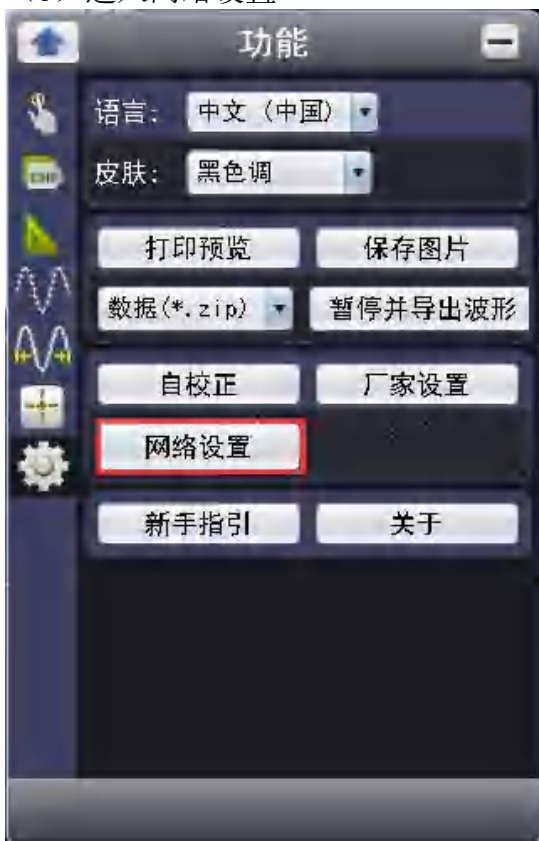 功能
语言： 中文 (中国)
皮肤： 黑色调
打印预览 保存图片
数据(*.zip) 暂停并导出波形
自校正 厂家设置
网络设置
新手指引 关于